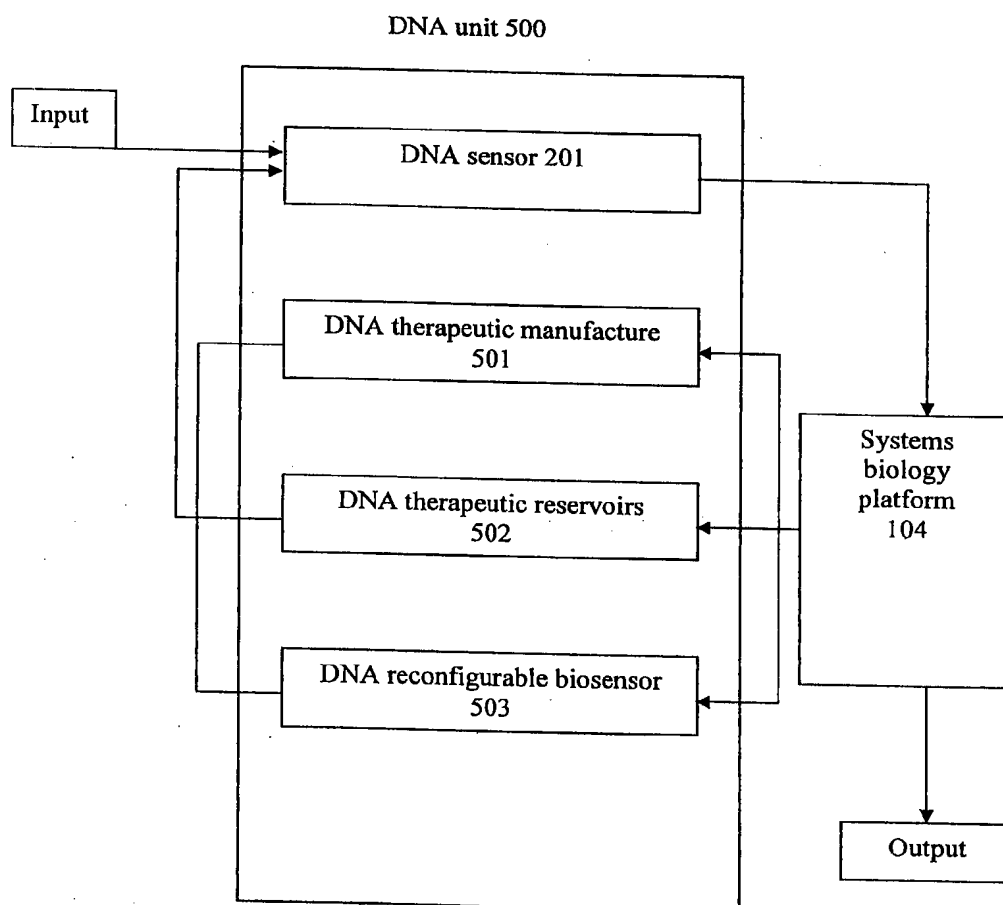 DNA unit 500
Input
DNA sensor 201
DNA therapeutic manufacture
501
DNA therapeutic reservoirs
502
DNA reconfigurable biosensor
503
Systems
biology
platform
104
Output